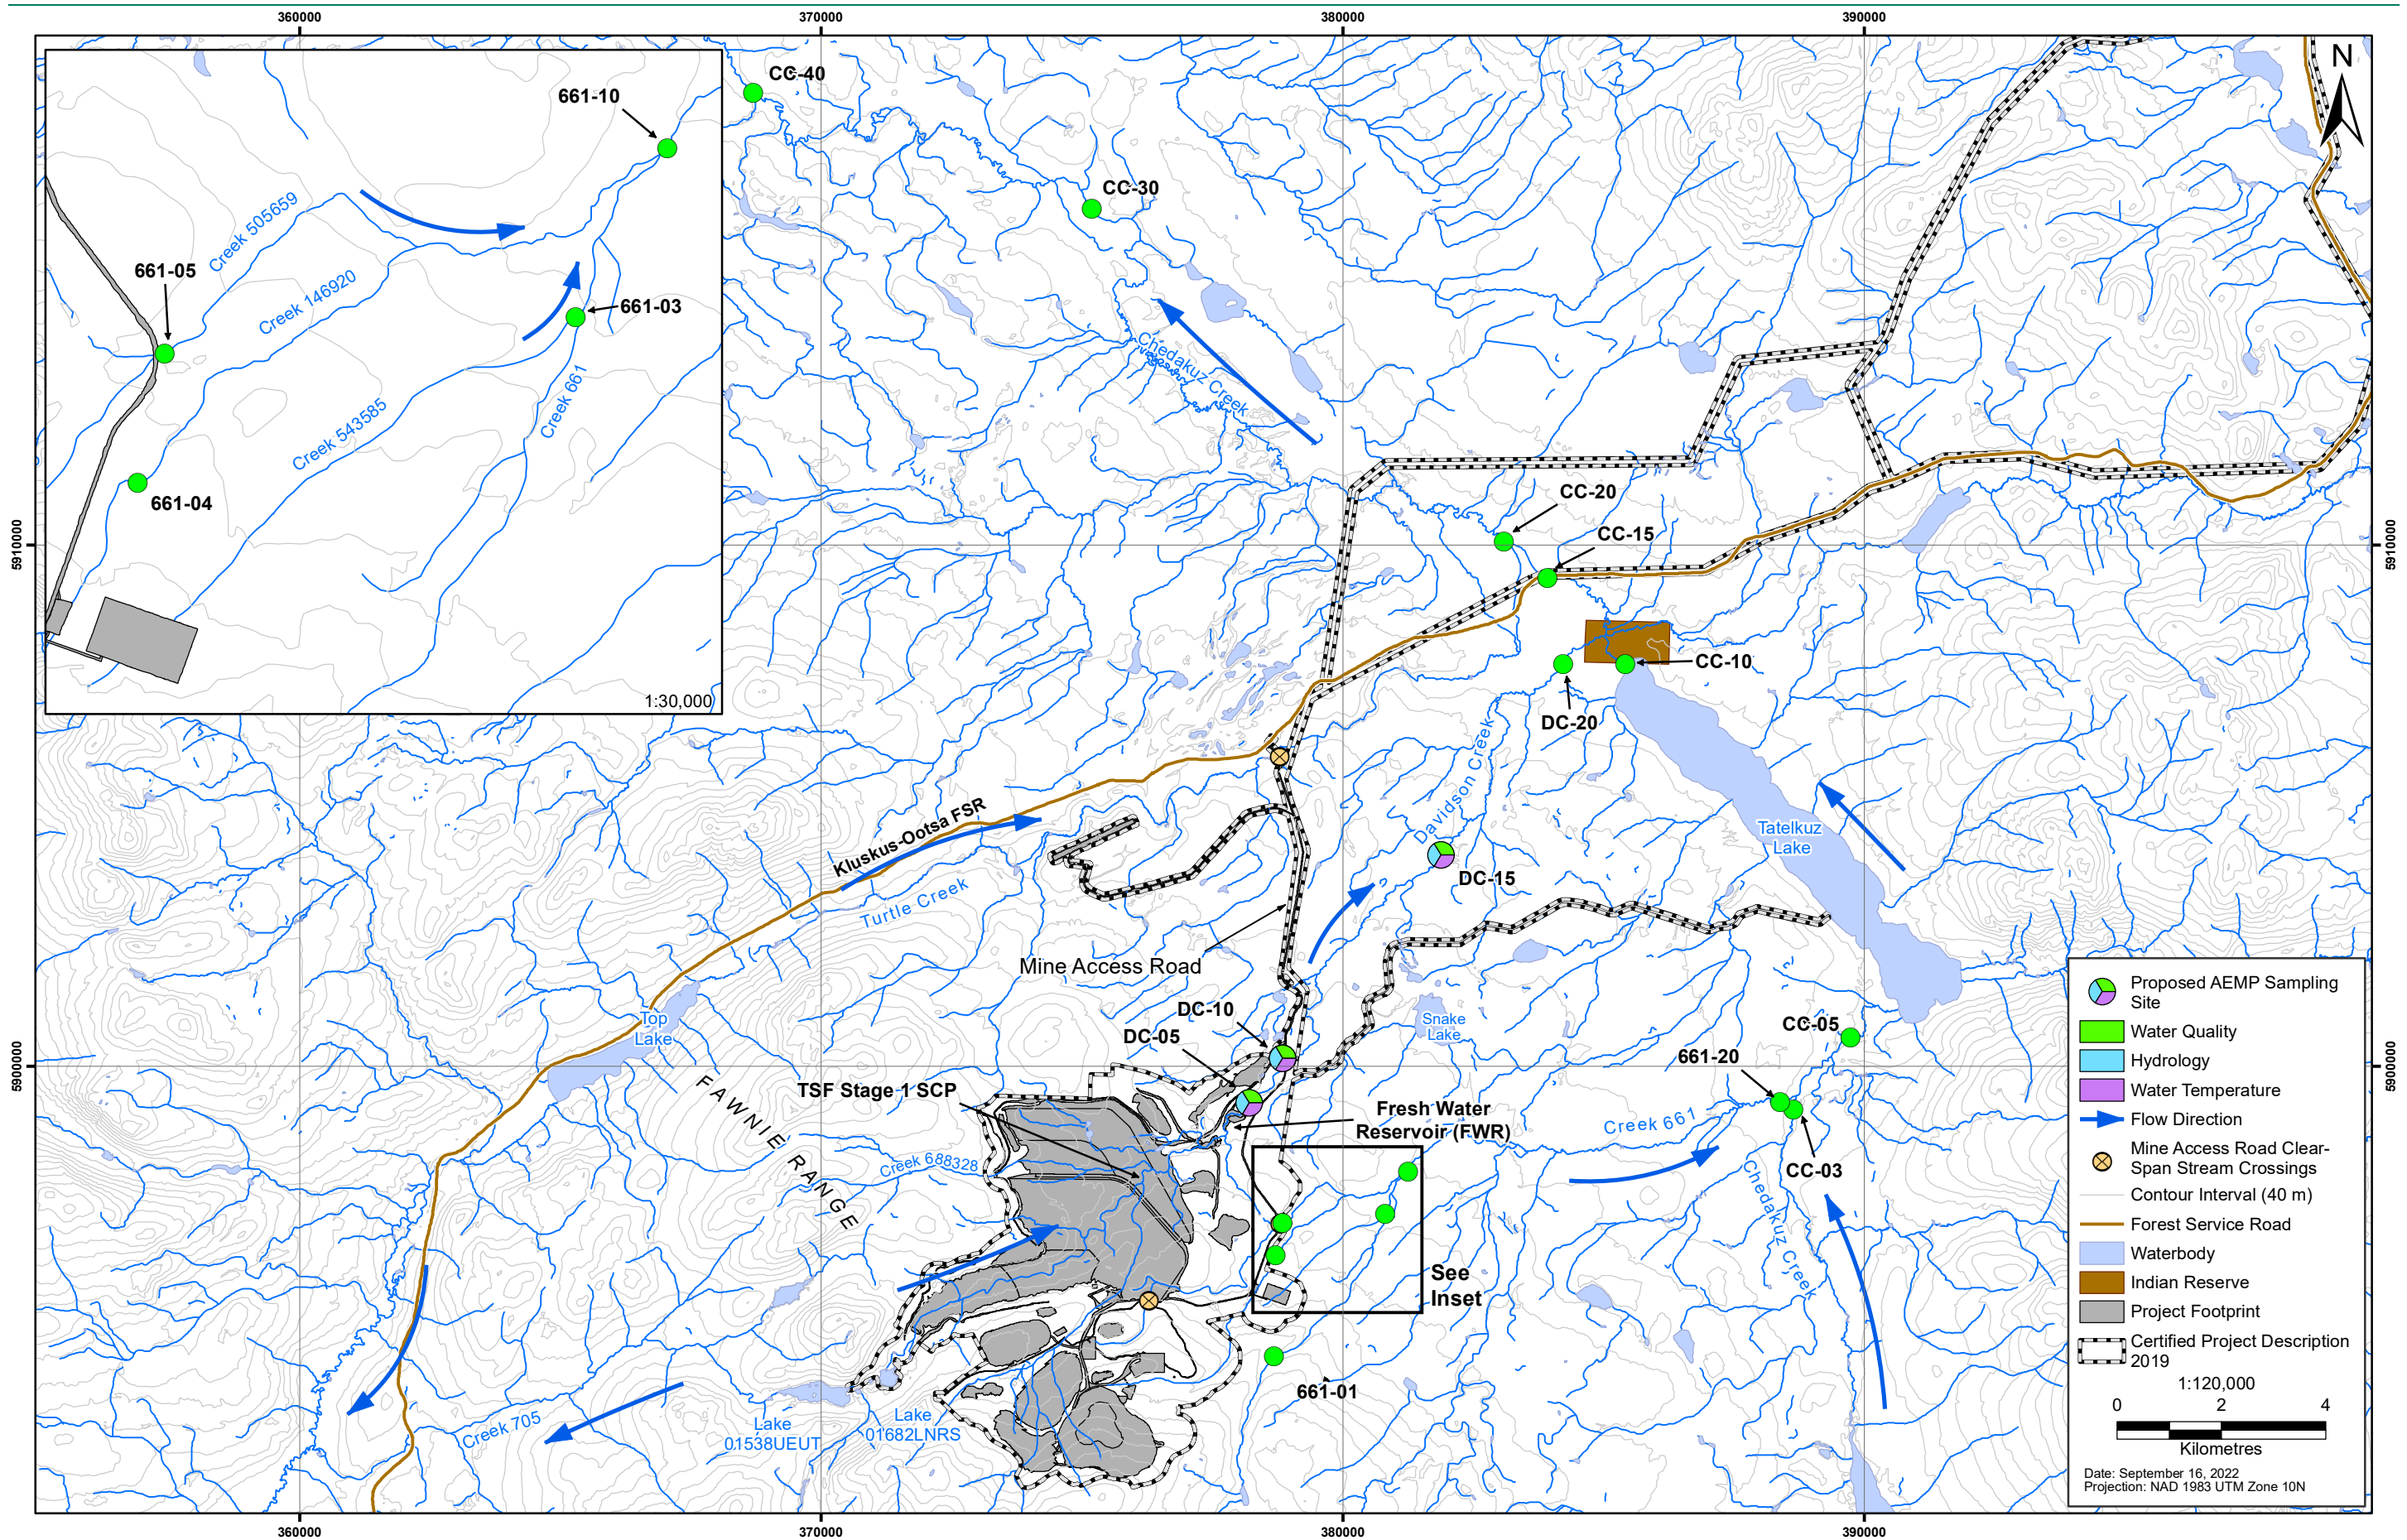 360000
370000
380000
390000
N
CC-40
661-10
CC-30
Creek 505659
661-05
Creek 146920
661-03
Chedakuz Creek
Creek 661
Creek 543585
661-04
CC-20
CC-15
5910000
5910000
CC-10
1:30,000
DC-20
Davidson Creek
Kluskus-Ootsa FSR
Tatelkuz
Lake
DC-15
Turtle Creek
Mine Access Road
DC-10
Top
Lake
Snake
Lake
CC-05
DC-05
661-20
5900000
5900000
TSF Stage 1 SCP
FAWNIE RANGE
Fresh Water
Reservoir (FWR)
Creek 661
Creek 688328
CC-03
Chedakuz Creek
See
Inset
661-01
Creek 705
Lake
01538UEUT
Lake
01682LNRS
Proposed AEMP Sampling
Site
Water Quality
Hydrology
Water Temperature
Flow Direction
Mine Access Road Clear-
Span Stream Crossings
Contour Interval (40 m)
Forest Service Road
Waterbody
Indian Reserve
Project Footprint
Certified Project Description
2019
1:120,000
0 2 4
Kilometres
Date: September 16, 2022
Projection: NAD 1983 UTM Zone 10N
360000
370000
380000
390000